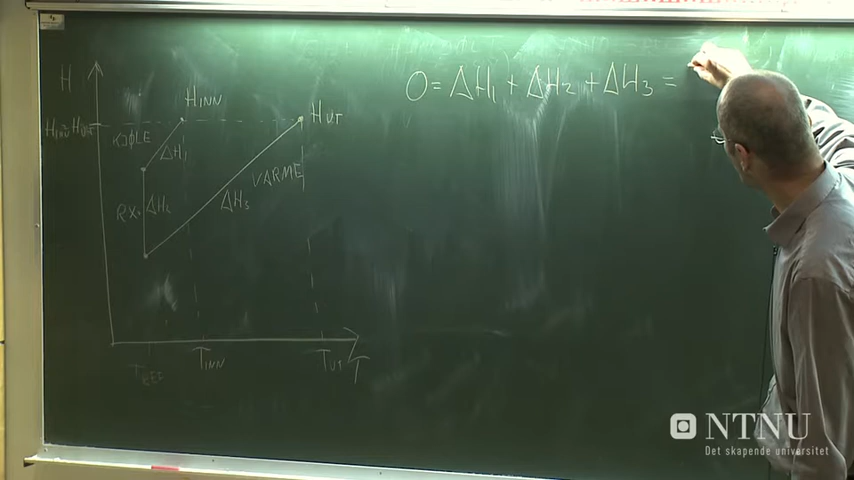 0 = ΔH₁ + ΔH₂ + ΔH₃ =
H
HINN
HINN=HUT
HUT
KJØLE
ΔH₁
VARME
RX. ΔH₂
ΔH₃
TREF
TINN
TUT
T
NTNU
Det skapende universitet